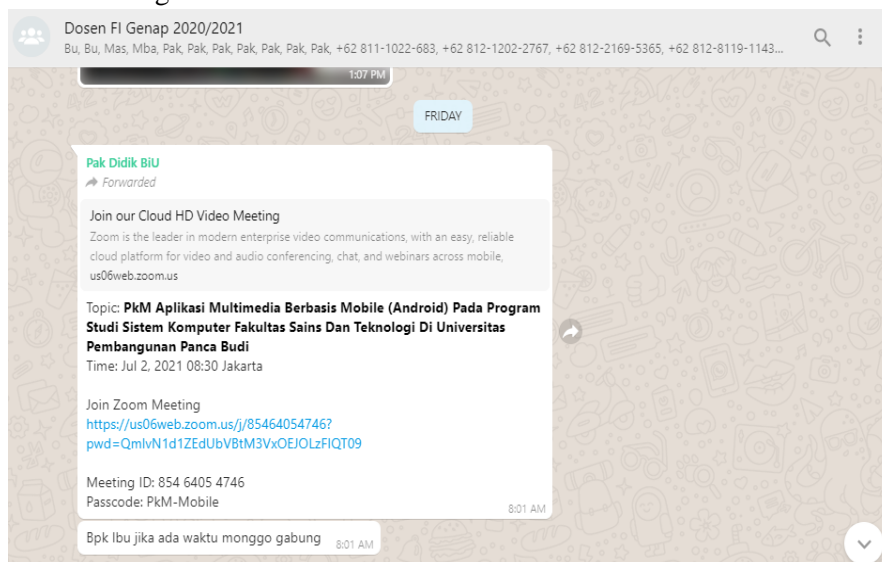 Dosen FI Genap 2020/2021
Bu, Bu, Mas, Mba, Pak, Pak, Pak, Pak, Pak, Pak, Pak, +62 811-1022-683, +62 812-1202-2767, +62 812-2169-5365, +62 812-8119-1143...
1:07 PM
FRIDAY
Pak Didik BiU
Forwarded
Join our Cloud HD Video Meeting
Zoom is the leader in modern enterprise video communications, with an easy, reliable
cloud platform for video and audio conferencing, chat, and webinars across mobile,
us06web.zoom.us
Topic: PkM Aplikasi Multimedia Berbasis Mobile (Android) Pada Program
Studi Sistem Komputer Fakultas Sains Dan Teknologi Di Universitas
Pembangunan Panca Budi
Time: Jul 2, 2021 08:30 Jakarta
Join Zoom Meeting
https://us06web.zoom.us/j/85464054746?
pwd=QmIvN1d1ZEdUbVBtM3VxOEJOLzFIQT09
Meeting ID: 854 6405 4746
Passcode: PkM-Mobile
8:01 AM
Bpk Ibu jika ada waktu monggo gabung 8:01 AM